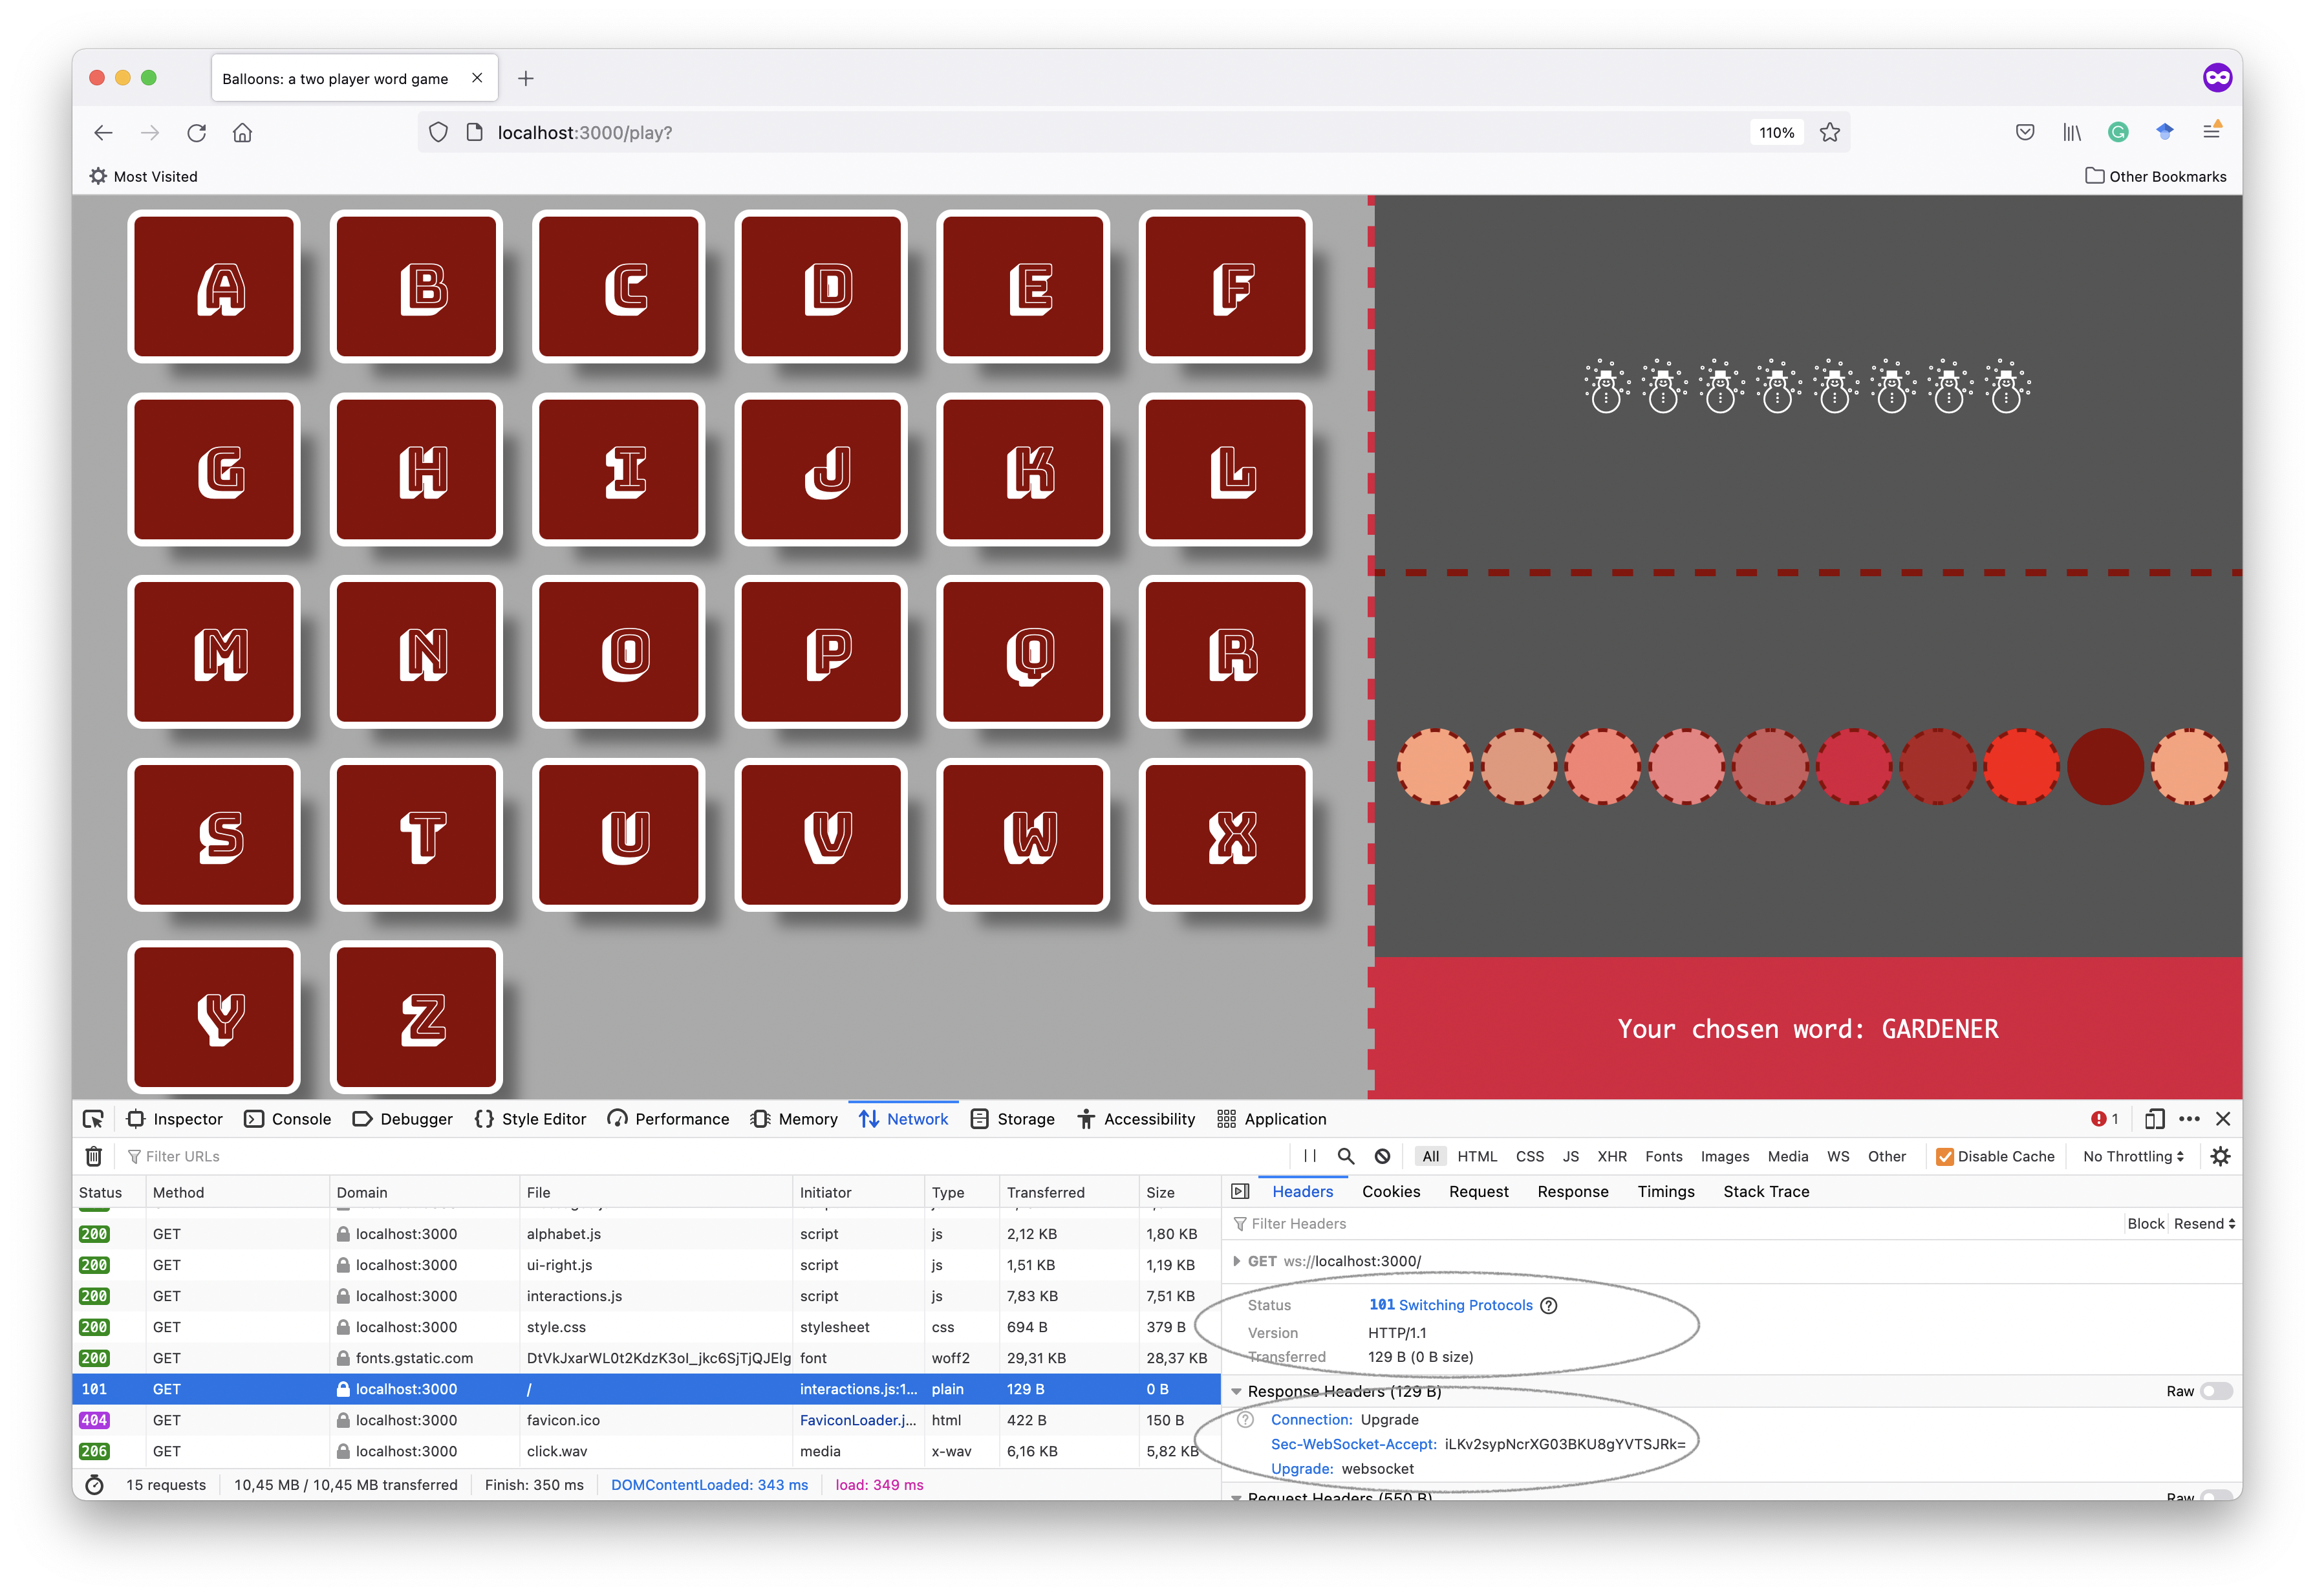 Balloons: a two player word game
localhost:3000/play?
110%
Most Visited
Other Bookmarks
A B C D E F
G H I J K L
M N O P Q R
S T U V W X
Y Z
Your chosen word: GARDENER
Inspector Console Debugger Style Editor Performance Memory Network Storage Accessibility Application 1
Filter URLs All HTML CSS JS XHR Fonts Images Media WS Other Disable Cache No Throttling
Status Method Domain File Initiator Type Transferred Size
200 GET localhost:3000 alphabet.js script js 2,12 KB 1,80 KB
200 GET localhost:3000 ui-right.js script js 1,51 KB 1,19 KB
200 GET localhost:3000 interactions.js script js 7,83 KB 7,51 KB
200 GET localhost:3000 style.css stylesheet css 694 B 379 B
200 GET fonts.gstatic.com font woff2 29,31 KB 28,37 KB
101 GET localhost:3000 / interactions.js:1... plain 129 B 0 B
404 GET localhost:3000 favicon.ico FaviconLoader.j... html 422 B 150 B
206 GET localhost:3000 click.wav media x-wav 6,16 KB 5,82 KB
15 requests 10,45 MB / 10,45 MB transferred Finish: 350 ms DOMContentLoaded: 343 ms load: 349 ms
Headers Cookies Request Response Timings Stack Trace
Filter Headers Block Resend
GET ws://localhost:3000/
Status 101 Switching Protocols
Version HTTP/1.1
Transferred 129 B (0 B size)
Response Headers (129 B) Raw
Connection: Upgrade
Sec-WebSocket-Accept: iLKv2sypNcrXG03BKU8gYVTSJRk=
Upgrade: websocket
Request Headers (550 B) Raw